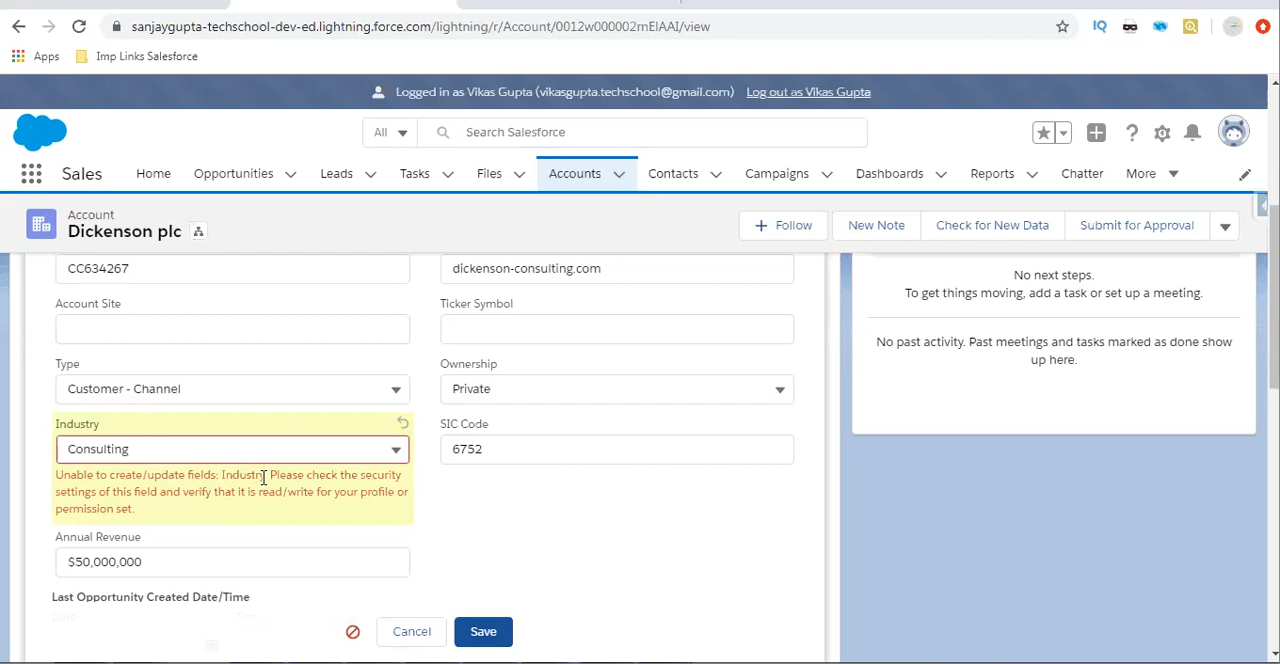 sanjaygupta-techschool-dev-ed.lightning.force.com/lightning/r/Account/0012w000002mEIAAI/view
Apps Imp Links Salesforce
Logged in as Vikas Gupta (vikasgupta.techschool@gmail.com) Log out as Vikas Gupta
All Search Salesforce
Sales Home Opportunities Leads Tasks Files Accounts Contacts Campaigns Dashboards Reports Chatter More
Account
Dickenson plc
+ Follow New Note Check for New Data Submit for Approval
CC634267 dickenson-consulting.com
Account Site Ticker Symbol
Type Ownership
Customer - Channel Private
Industry SIC Code
Consulting 6752
Unable to create/update fields: Industry. Please check the security
settings of this field and verify that it is read/write for your profile or
permission set.
Annual Revenue
$50,000,000
Last Opportunity Created Date/Time
Date Time
Cancel Save
No next steps.
To get things moving, add a task or set up a meeting.
No past activity. Past meetings and tasks marked as done show
up here.